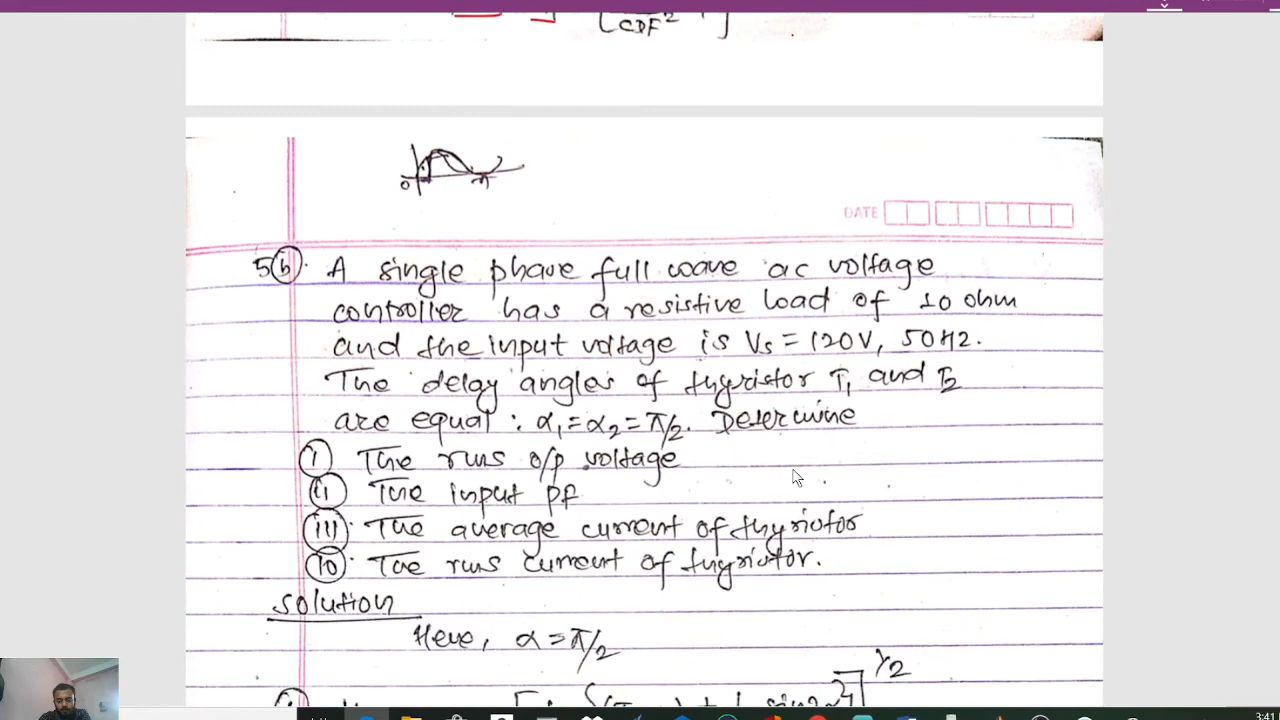 0 π
DATE
5(b). A single phase full wave ac voltage
controller has a resistive load of 10 ohm
and the input voltage is Vs = 120V, 50Hz.
The delay angles of thyristor T1 and T2
are equal : α1 = α2 = π/2. Determine
(i) The rms o/p voltage
(ii) The input pf
(iii). The average current of thyristor
(iv). The rms current of thyristor.
Solution
Here, α = π/2
3:41